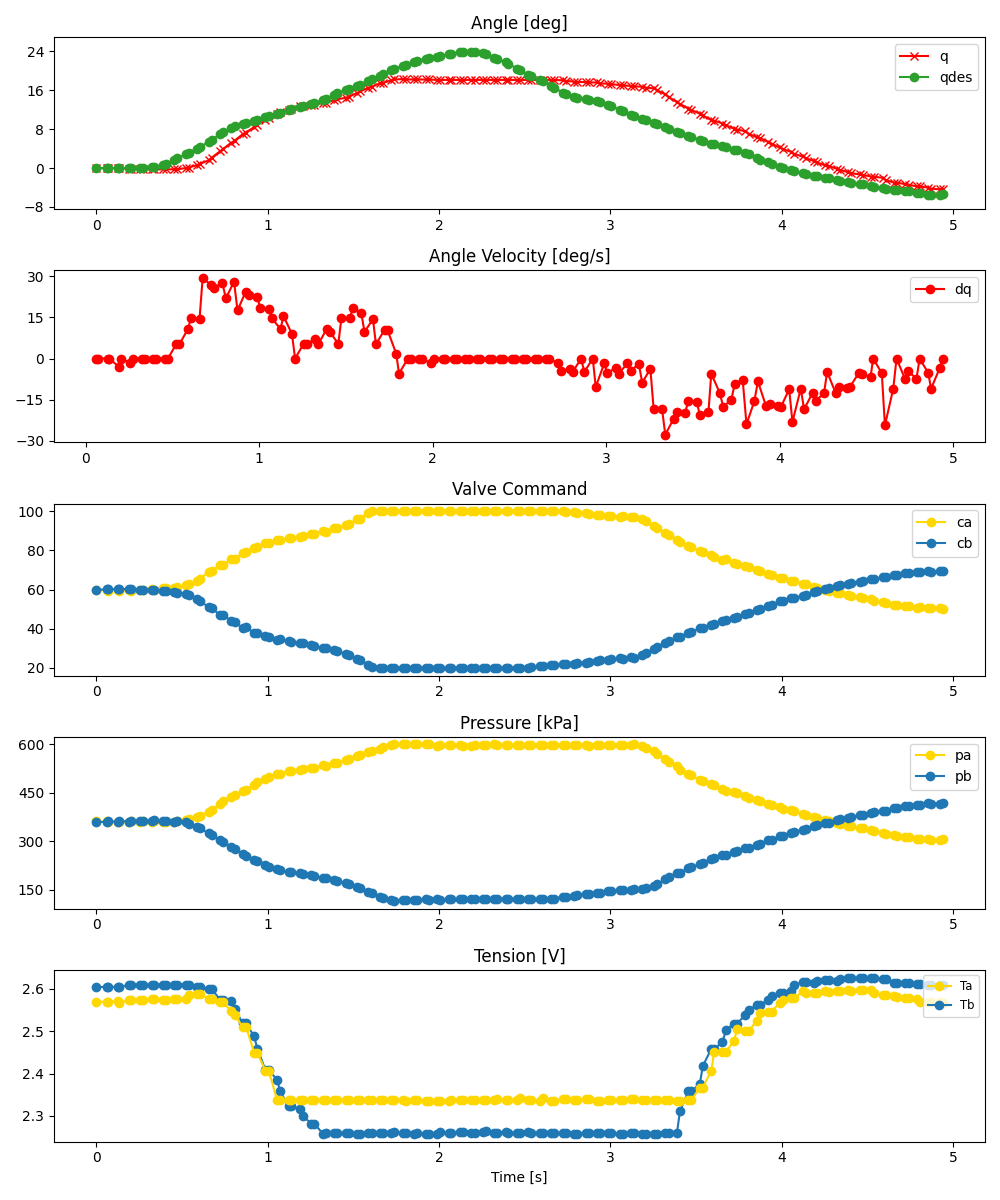 Angle [deg]
24
16
8
0
−8
q
qdes
0 1 2 3 4 5
Angle Velocity [deg/s]
30
15
0
−15
−30
dq
0 1 2 3 4 5
Valve Command
100
80
60
40
20
ca
cb
0 1 2 3 4 5
Pressure [kPa]
600
450
300
150
pa
pb
0 1 2 3 4 5
Tension [V]
2.6
2.5
2.4
2.3
Ta
Tb
0 1 2 3 4 5
Time [s]